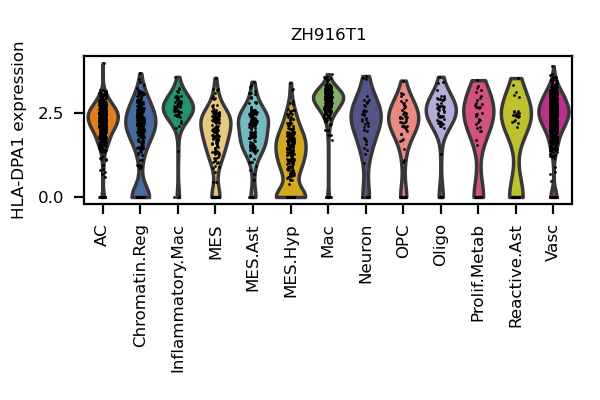 ZH916T1
HLA-DPA1 expression
2.5
0.0
AC
Chromatin.Reg
Inflammatory.Mac
MES
MES.Ast
MES.Hyp
Mac
Neuron
OPC
Oligo
Prolif.Metab
Reactive.Ast
Vasc